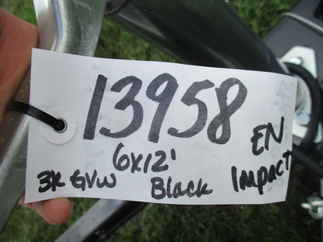 13958
6x12'
EN
3K GVW Black Impact